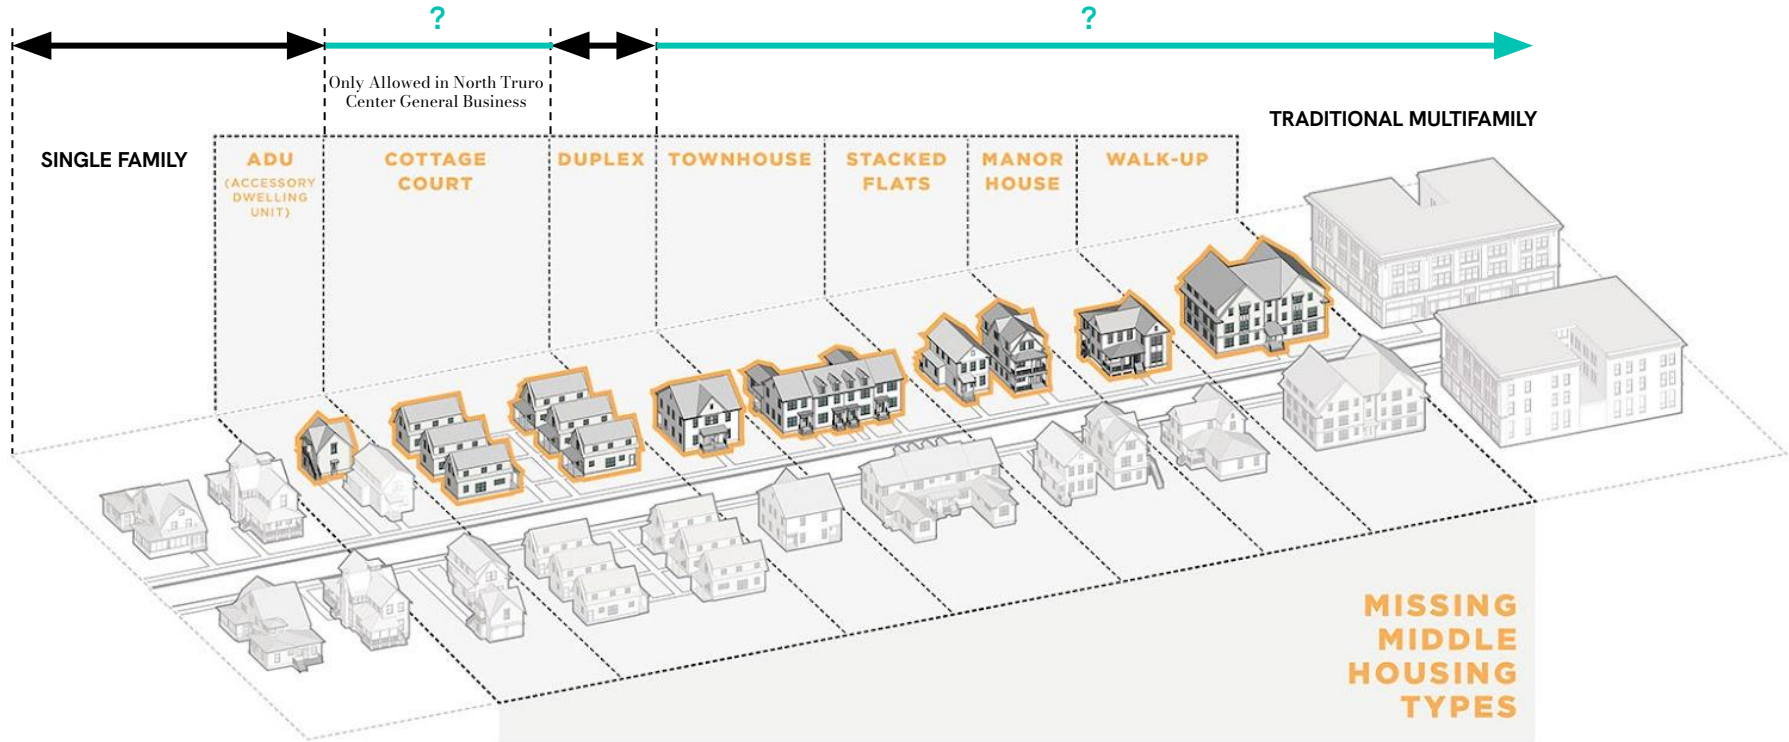 ?
?
Only Allowed in North Truro
Center General Business
TRADITIONAL MULTIFAMILY
SINGLE FAMILY
ADU
(ACCESSORY
DWELLING
UNIT)
COTTAGE
COURT
DUPLEX
TOWNHOUSE
STACKED
FLATS
MANOR
HOUSE
WALK-UP
MISSING
MIDDLE
HOUSING
TYPES